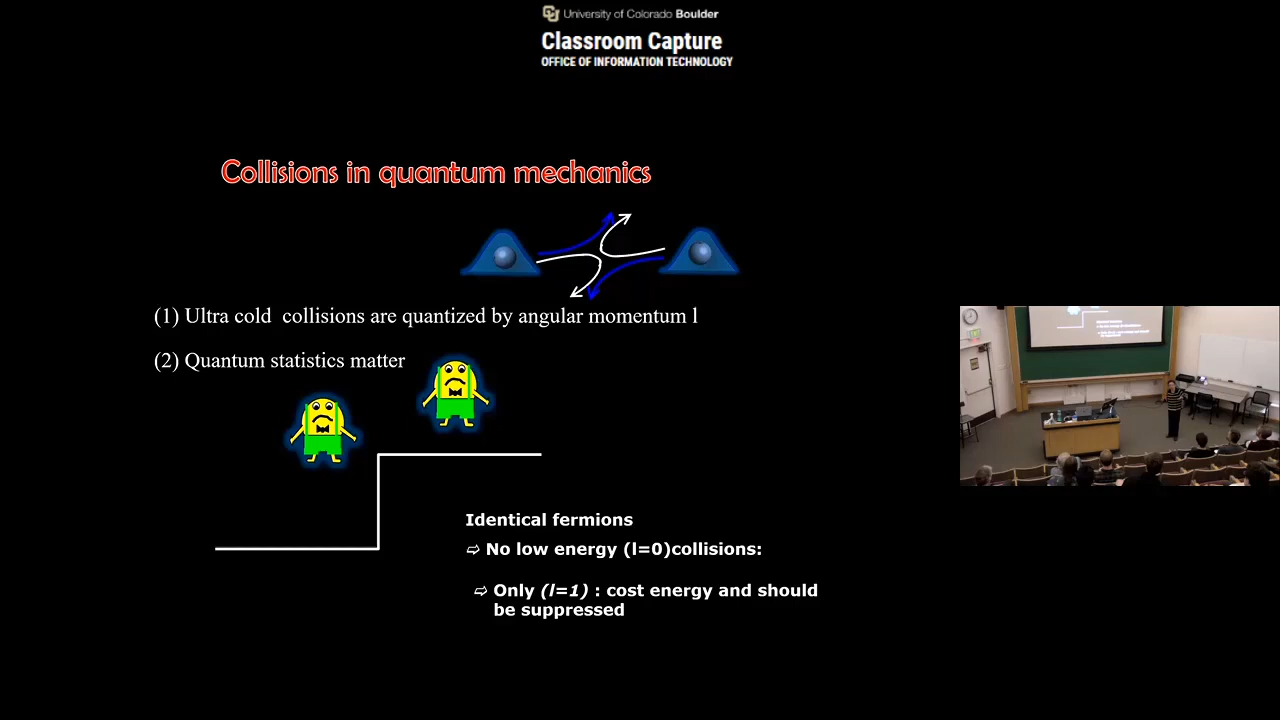 University of Colorado Boulder
Classroom Capture
OFFICE OF INFORMATION TECHNOLOGY
Collisions in quantum mechanics
(1) Ultra cold  collisions are quantized by angular momentum l
(2) Quantum statistics matter
Identical fermions
⇨ No low energy (l=0)collisions:
⇨ Only (l=1) : cost energy and should
be suppressed